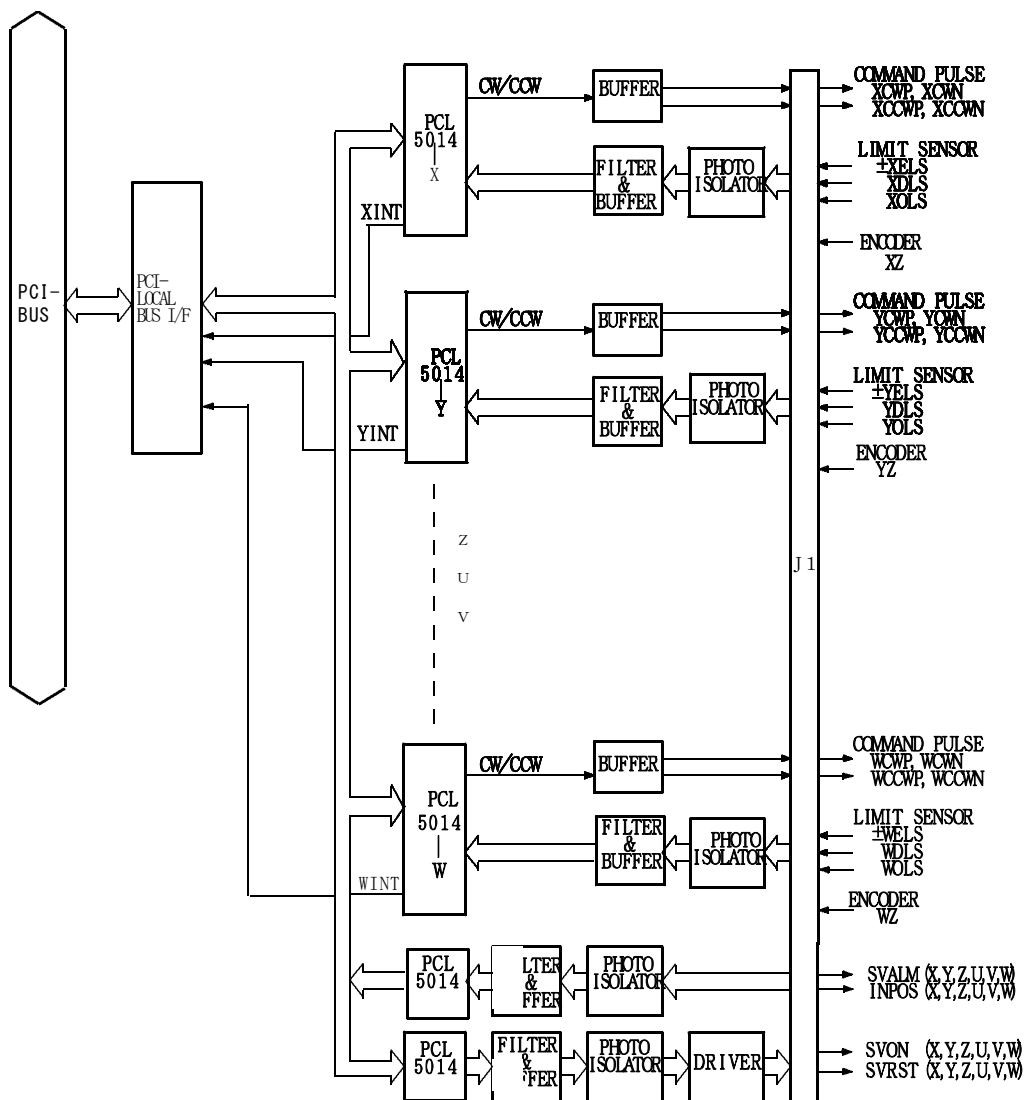 PCI-
BUS
PCI-
LOCAL
BUS I/F
PCL
5014
|
X
XINT
CW/CCW
BUFFER
FILTER
&
BUFFER
PHOTO
ISOLATOR
COMMAND PULSE
XCWP, XCWN
XCCWP, XCCWN
LIMIT SENSOR
±XELS
XDLS
XOLS
ENCODER
XZ
PCL
5014
|
Y
YINT
CW/CCW
BUFFER
FILTER
&
BUFFER
PHOTO
ISOLATOR
COMMAND PULSE
YCWP, YCWN
YCCWP, YCCWN
LIMIT SENSOR
±YELS
YDLS
YOLS
ENCODER
YZ
Z
U
V
J1
PCL
5014
|
W
WINT
CW/CCW
BUFFER
FILTER
&
BUFFER
PHOTO
ISOLATOR
COMMAND PULSE
WCWP, WCWN
WCCWP, WCCWN
LIMIT SENSOR
±WELS
WDLS
WOLS
ENCODER
WZ
PCL
5014
LTER
&
FFER
PHOTO
ISOLATOR
SVALM (X,Y,Z,U,V,W)
INPOS (X,Y,Z,U,V,W)
PCL
5014
FILTER
&
FER
PHOTO
ISOLATOR
DRIVER
SVON (X,Y,Z,U,V,W)
SVRST (X,Y,Z,U,V,W)